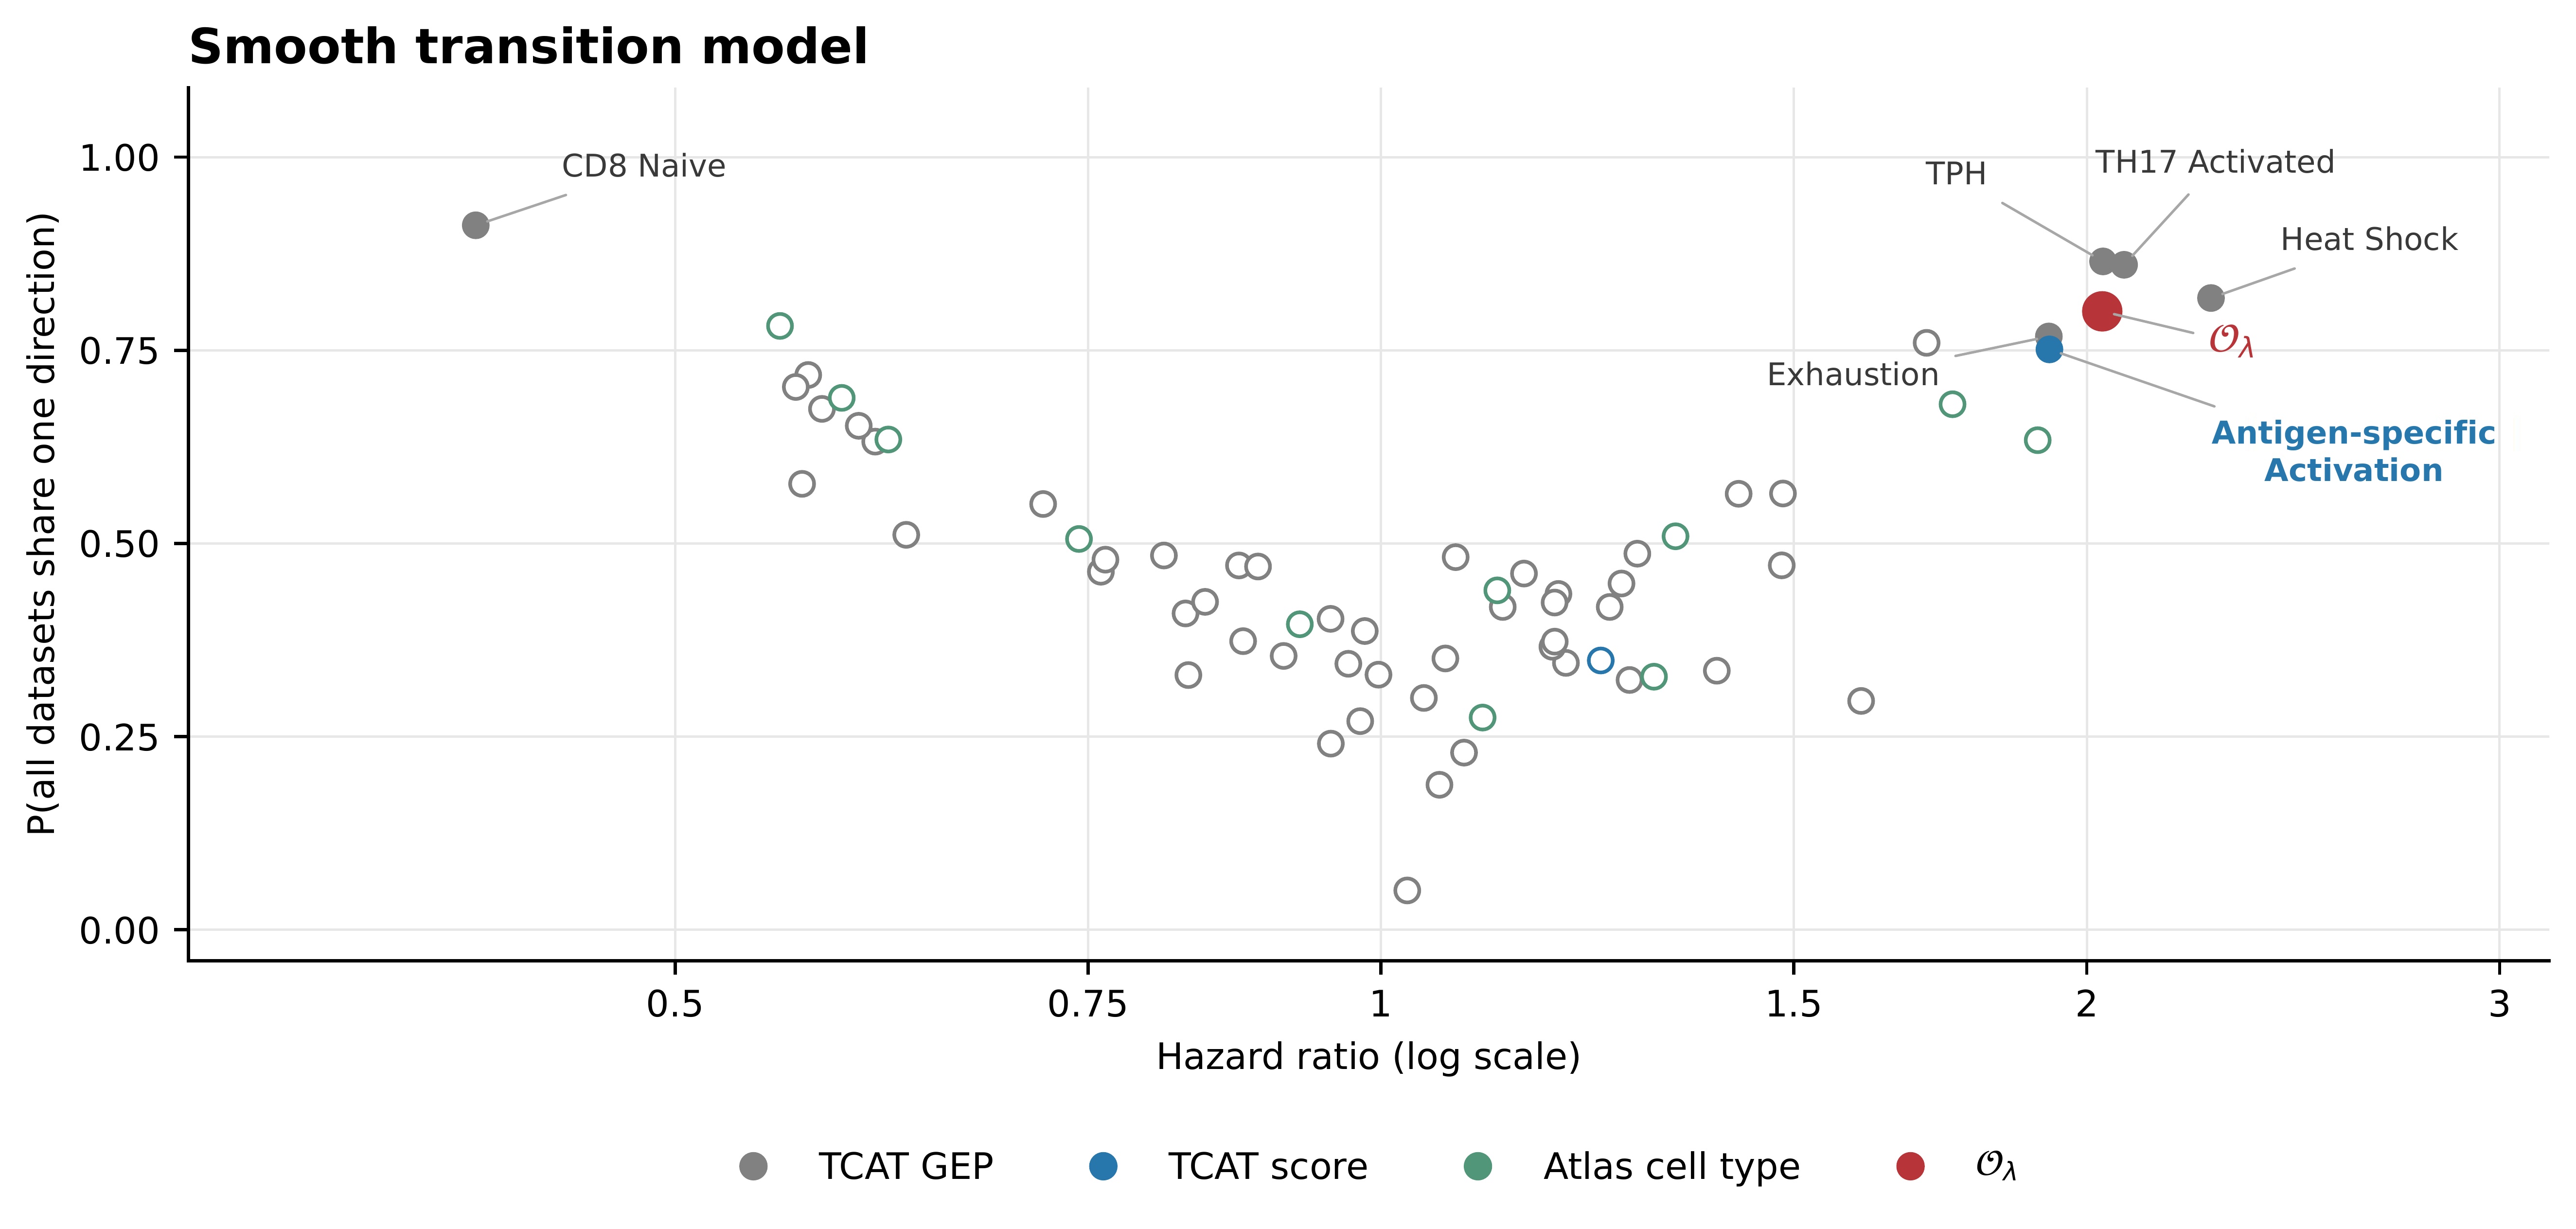 Smooth transition model
P(all datasets share one direction)
1.00
0.75
0.50
0.25
0.00
CD8 Naive
TPH
TH17 Activated
Heat Shock
𝒪λ
Exhaustion
Antigen-specific
Activation
0.5
0.75
1
1.5
2
3
Hazard ratio (log scale)
TCAT GEP
TCAT score
Atlas cell type
𝒪λ